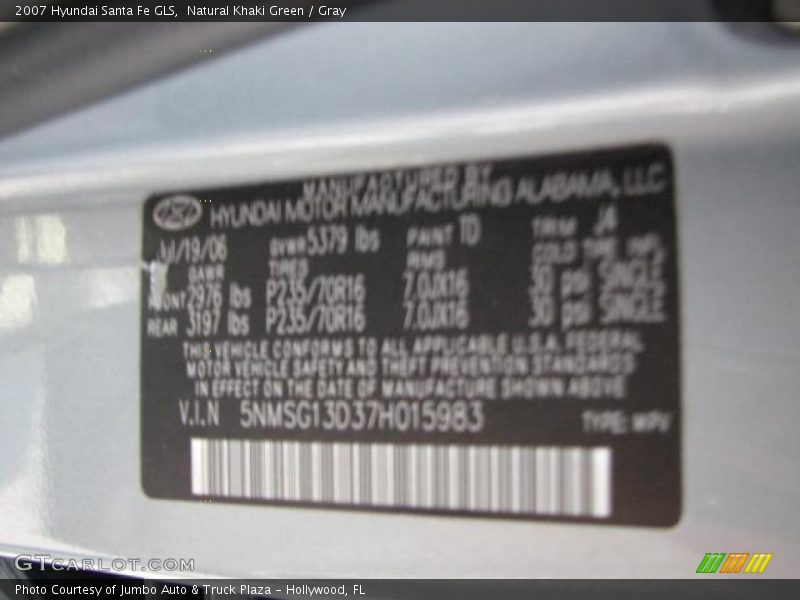 2007 Hyundai Santa Fe GLS,  Natural Khaki Green / Gray
MANUFACTURED BY
HYUNDAI MOTOR MANUFACTURING ALABAMA, LLC
Jul/19/06 GVWR 5379 lbs PAINT TD TRIM J4
GAWR TIRES RIMS COLD TIRE INFL
FRONT 2976 lbs P235/70R16 7.0JX16 30 psi SINGLE
REAR 3197 lbs P235/70R16 7.0JX16 30 psi SINGLE
THIS VEHICLE CONFORMS TO ALL APPLICABLE U.S.A. FEDERAL
MOTOR VEHICLE SAFETY AND THEFT PREVENTION STANDARDS
IN EFFECT ON THE DATE OF MANUFACTURE SHOWN ABOVE
V.I.N 5NMSG13D37H015983 TYPE: MPV
GTCARLOT.COM
Photo Courtesy of Jumbo Auto & Truck Plaza - Hollywood, FL